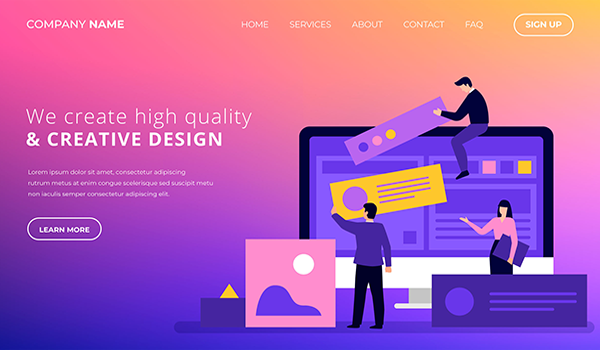 COMPANY NAME
HOME SERVICES ABOUT CONTACT FAQ SIGN UP
We create high quality
& CREATIVE DESIGN
Lorem ipsum dolor sit amet, consectetur adipiscing
rutrum metus at enim congue scelerisque sed suscipit metu
non iaculis semper consectetur adipiscing elit.
LEARN MORE